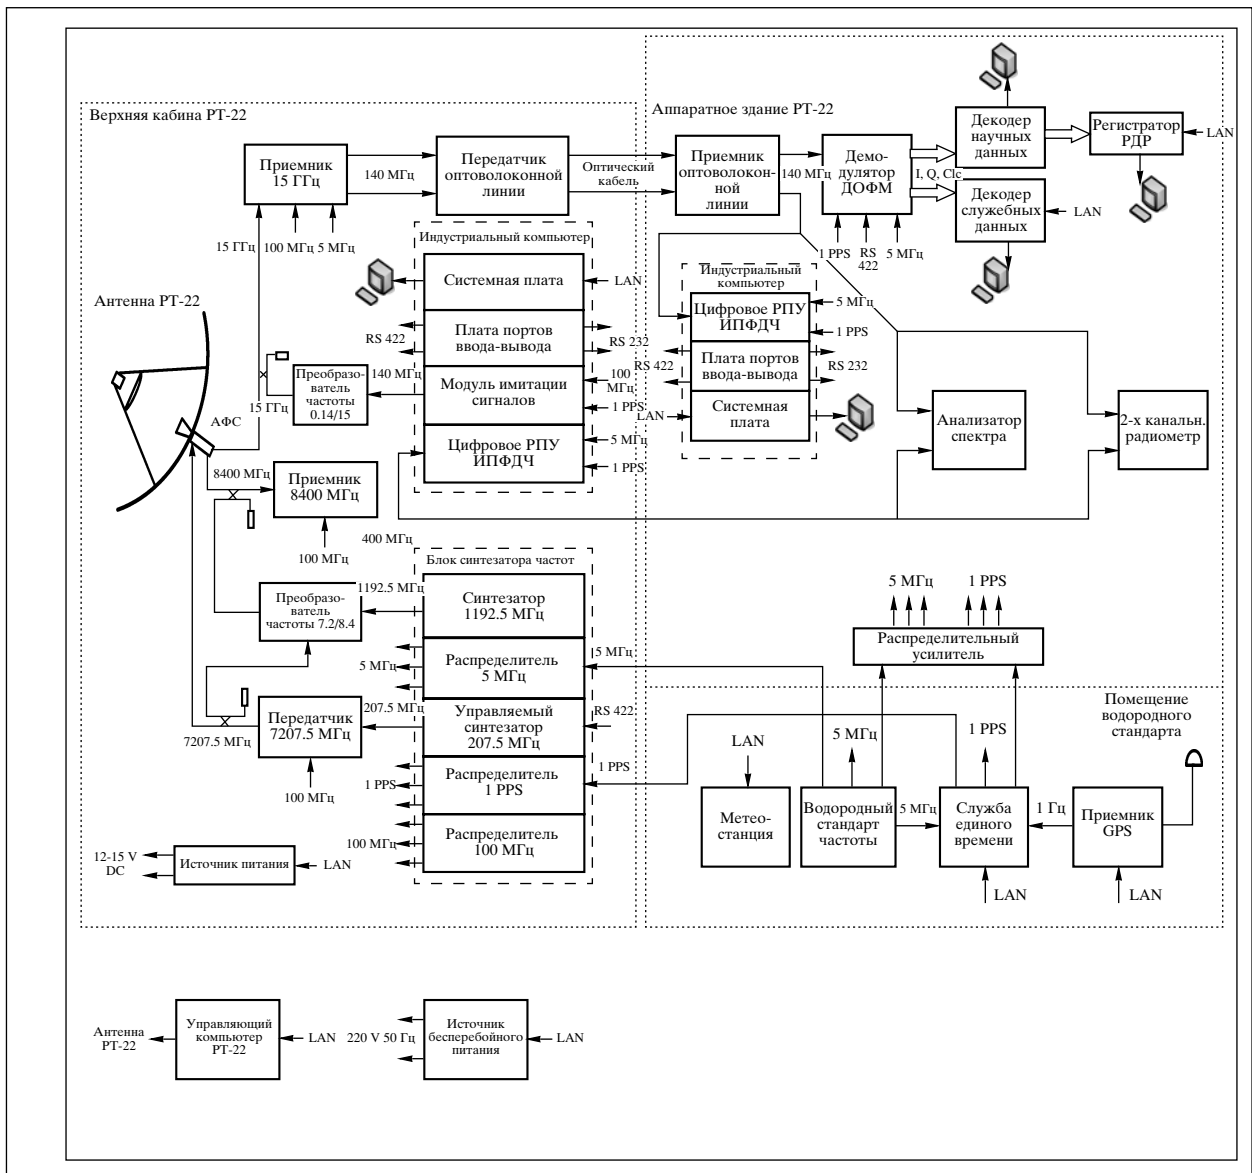 Верхняя кабина РТ-22
Приемник
15 ГГц
140 МГц
Передатчик
оптоволоконной
линии
Оптический
кабель
15 ГГц
100 МГц
5 МГц
Индустриальный компьютер
Системная плата
LAN
RS 422
Плата портов
ввода-вывода
RS 232
Антенна РТ-22
Преобразо-
ватель
частоты
0.14/15
140 МГц
Модуль имитации
сигналов
100
МГц
1 PPS
15 ГГц
АФС
Цифровое РПУ
ИПФДЧ
5 МГц
1 PPS
8400 МГц
Приемник
8400 МГц
100 МГц
400 МГц
Блок синтезатора частот
1192.5 МГц
Синтезатор
1192.5 МГц
Преобразо-
ватель
частоты 7.2/8.4
5 МГц
Распределитель
5 МГц
5 МГц
207.5 МГц
Управляемый
синтезатор
207.5 МГц
RS 422
Передатчик
7207.5 МГц
7207.5 МГц
100 МГц
1 PPS
Распределитель
1 PPS
1 PPS
100 МГц
Распределитель
100 МГц
12-15 V
DC
Источник питания
LAN
Аппаратное здание РТ-22
Приемник
оптоволокон-
ной
линии
140 МГц
Демо-
дулятор
ДОФМ
I, Q, Clc
1 PPS
RS
422
5 МГц
Декодер
научных
данных
Регистратор
РДР
LAN
Декодер
служебных
данных
LAN
Индустриальный
компьютер
Цифровое РПУ
ИПФДЧ
5 МГц
1 PPS
RS 422
Плата портов
ввода-вывода
RS 232
LAN
Системная
плата
Анализатор
спектра
2-х канальн.
радиометр
5 МГц
1 PPS
Распределительный
усилитель
Помещение
водородного
стандарта
LAN
5 МГц
1 PPS
Метео-
станция
Водородный
стандарт
частоты
5 МГц
Служба
единого
времени
1 Гц
Приемник
GPS
LAN
LAN
Антенна
РТ-22
Управляющий
компьютер
РТ-22
LAN
220 V 50 Гц
Источник
бесперебойного
питания
LAN